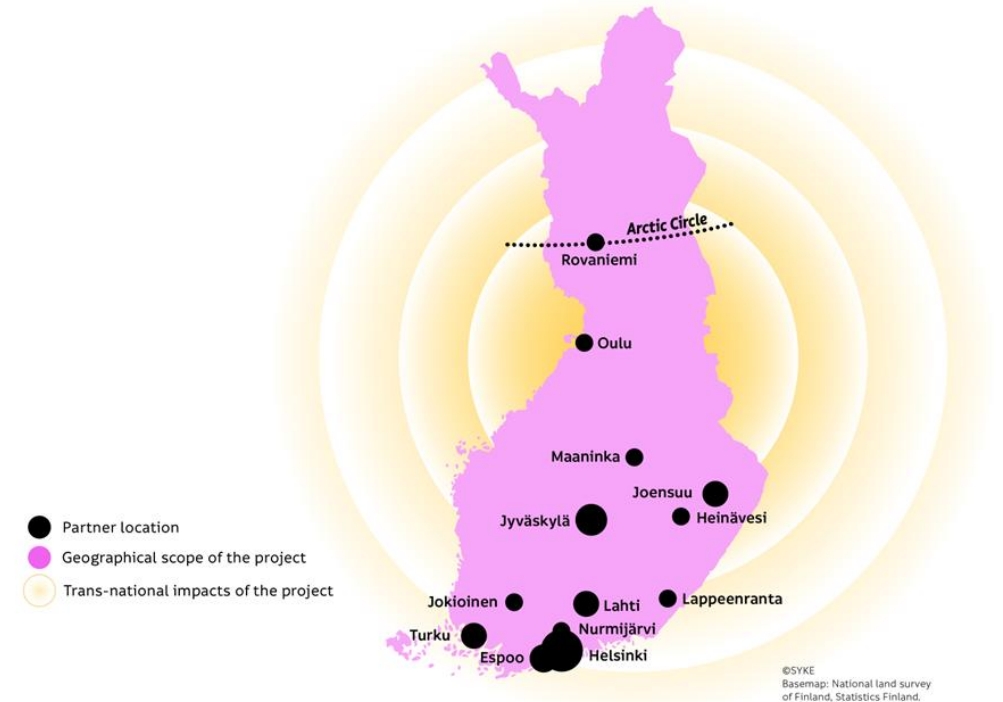 Arctic Circle
Rovaniemi
Oulu
Maaninka
Joensuu
Jyväskylä
Heinävesi
Partner location
Geographical scope of the project
Trans-national impacts of the project
Jokioinen
Lahti
Lappeenranta
Turku
Nurmijärvi
Espoo
Helsinki
©SYKE
Basemap: National land survey
of Finland, Statistics Finland.